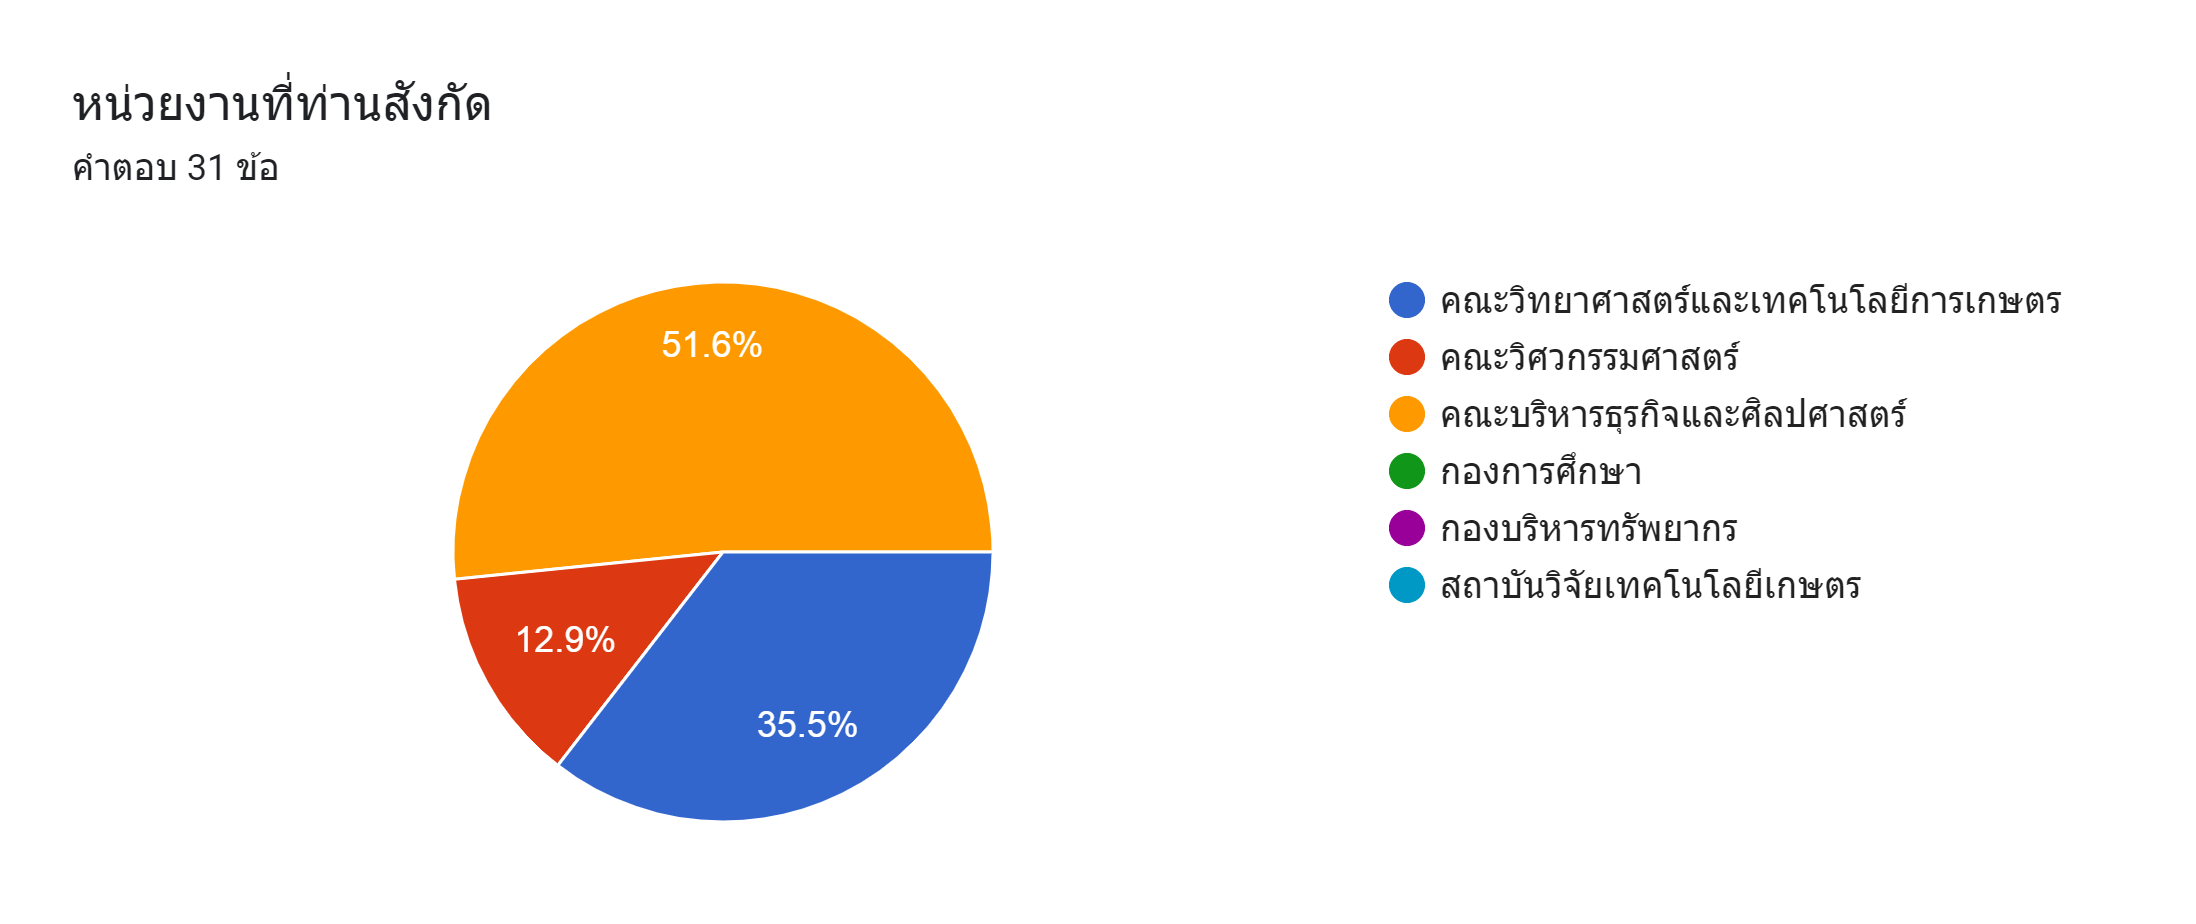 หน่วยงานที่ท่านสังกัด
คำตอบ 31 ข้อ
51.6%
12.9%
35.5%
คณะวิทยาศาสตร์และเทคโนโลยีการเกษตร
คณะวิศวกรรมศาสตร์
คณะบริหารธุรกิจและศิลปศาสตร์
กองการศึกษา
กองบริหารทรัพยากร
สถาบันวิจัยเทคโนโลยีเกษตร